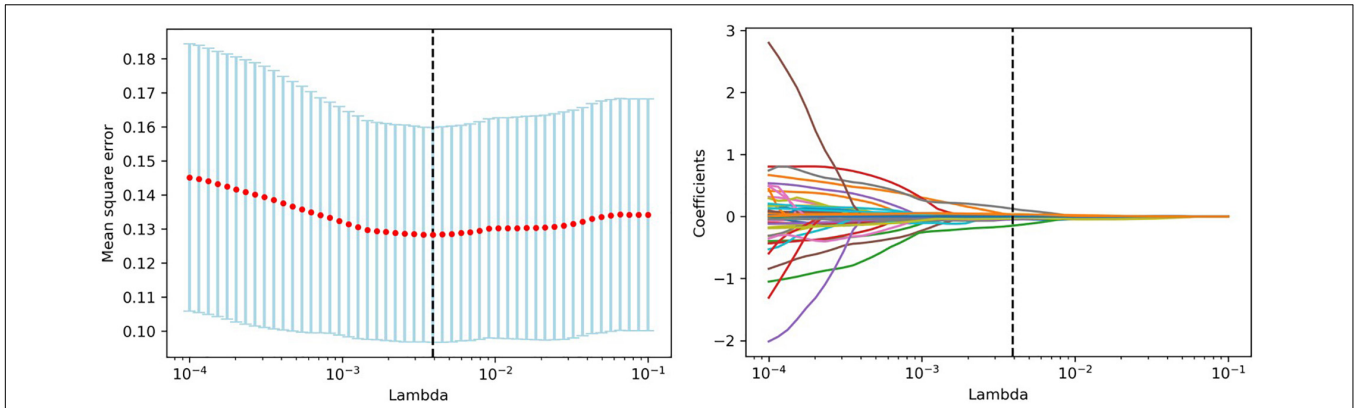 Mean square error
0.18
0.17
0.16
0.15
0.14
0.13
0.12
0.11
0.10
10⁻⁴ 10⁻³ 10⁻² 10⁻¹
Lambda
Coefficients
3
2
1
0
−1
−2
10⁻⁴ 10⁻³ 10⁻² 10⁻¹
Lambda